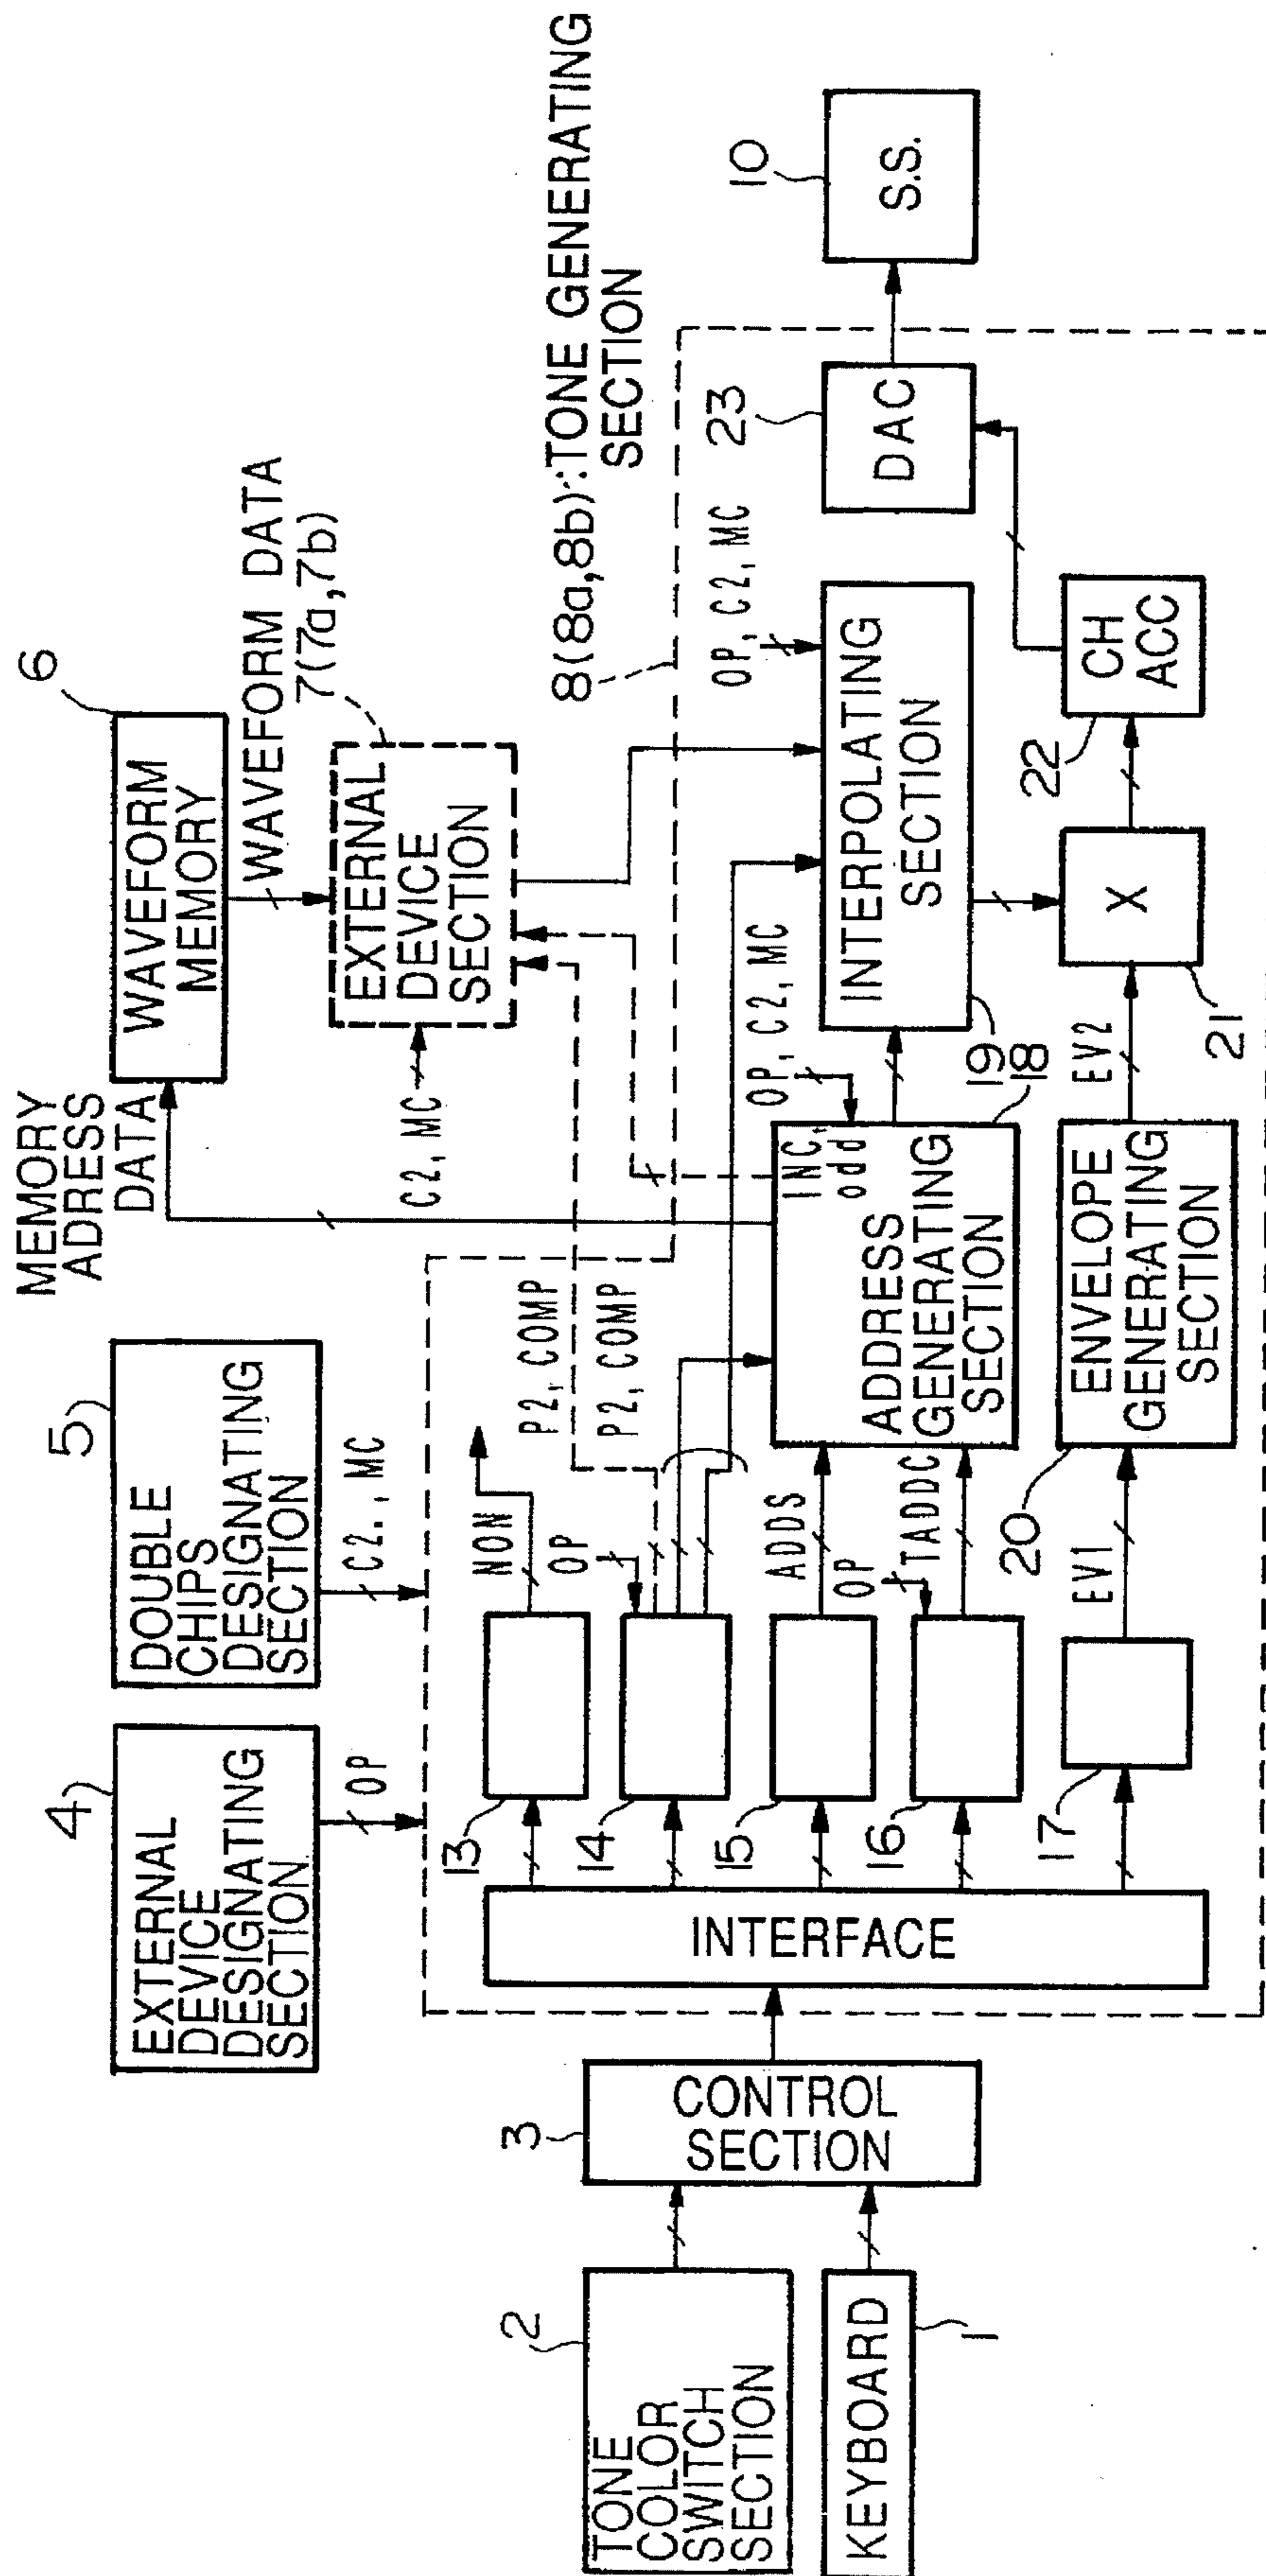 TONE
COLOR
SWITCH
SECTION
2
KEYBOARD
1
CONTROL
SECTION
3
EXTERNAL
DEVICE
DESIGNATING
SECTION
4
OP
DOUBLE
CHIPS
DESIGNATING
SECTION
5
C2., MC
MEMORY
ADRESS
DATA
WAVEFORM
MEMORY
6
WAVEFORM DATA
7(7a,7b)
EXTERNAL
DEVICE
SECTION
C2, MC
8(8a,8b):TONE GENERATING
SECTION
INTERFACE
13
NON
14
OP
P2, COMP
P2, COMP
15
ADDS
16
OP
TADDC
17
EV1
ADDRESS
GENERATING
SECTION
INC,
odd
18
OP, C2, MC
INTERPOLATING
SECTION
19
OP, C2, MC
ENVELOPE
GENERATING
SECTION
20
EV2
X
21
CH
ACC
22
DAC
23
S.S.
10